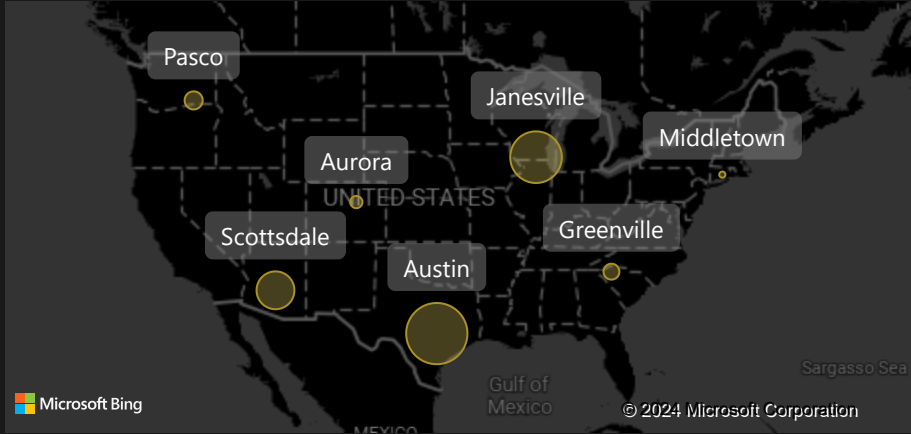 Pasco
Janesville
Middletown
Aurora
UNITED STATES
Scottsdale
Greenville
Austin
Sargasso Sea
Gulf of
Mexico
Microsoft Bing
© 2024 Microsoft Corporation
MEXICO